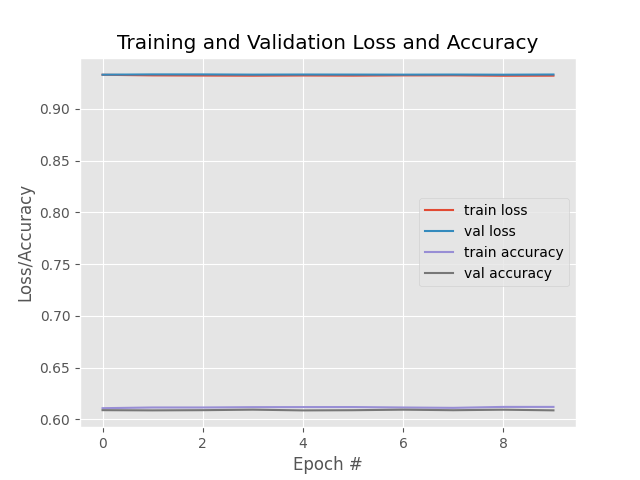 Training and Validation Loss and Accuracy
Loss/Accuracy
0.90
0.85
0.80
0.75
0.70
0.65
0.60
train loss
val loss
train accuracy
val accuracy
0 2 4 6 8
Epoch #